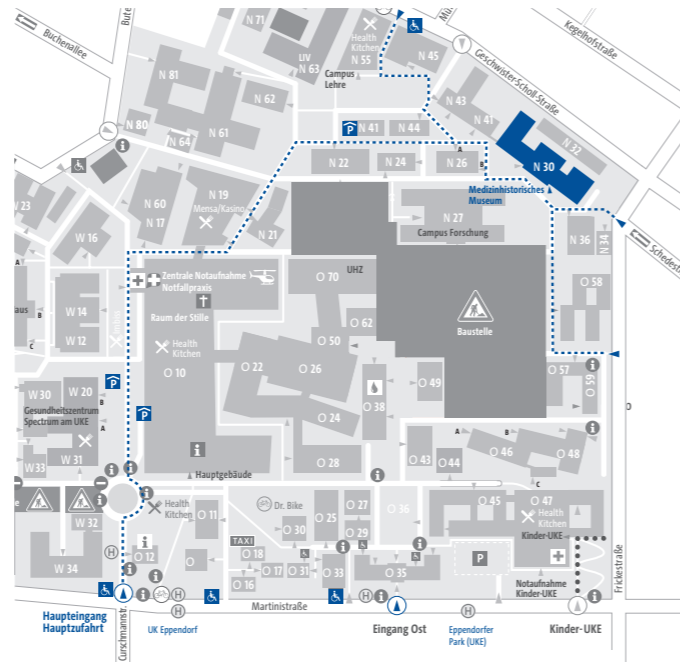 Buchenallee
Bute
N 71
LIV
N 63
Health
Kitchen
N 55
Campus
Lehre
N 45
Kegelhofstraße
Geschwister-Scholl-Straße
N 81
N 62
N 43
N 41
N 32
N 80
N 64
N 61
P
N 41
N 44
A
N 30
N 22
N 24
N 26
B
Medizinhistorisches
Museum
i
W 23
N 60
N 17
N 19
Mensa/Kasino
N 21
N 27
Campus Forschung
N 36
N 34
Schedest
W 16
A
Zentrale Notaufnahme
Notfallpraxis
O 70
UHZ
O 58
aus
B
W 14
Raum der Stille
O 62
Baustelle
C
W 12
Health
Kitchen
O 50
i
O 10
O 22
O 26
O 57
O 59
P
W 30
W 20
B
O 49
O 38
Gesundheitszentrum
Spectrum am UKE
P
A
O 24
i
A
B
O 43
O 44
O 46
O 48
W 33
W 31
i
O 28
i
i
i
Hauptgebäude
C
i
i
Health
Kitchen
O 11
Dr. Bike
O 25
O 27
O 36
O 45
O 47
Health
Kitchen
Kinder-UKE
W 32
O 30
O 29
i
TAXI
i
i
H
O 12
O
O 18
P
W 34
i
O 16
O 17
O 31
O 33
O 35
Notaufnahme
Kinder-UKE
Frickestraße
i
H
i
i
Martinistraße
H
H
Haupteingang
Hauptzufahrt
Curschmannstr.
UK Eppendorf
Eingang Ost
Eppendorfer
Park (UKE)
Kinder-UKE